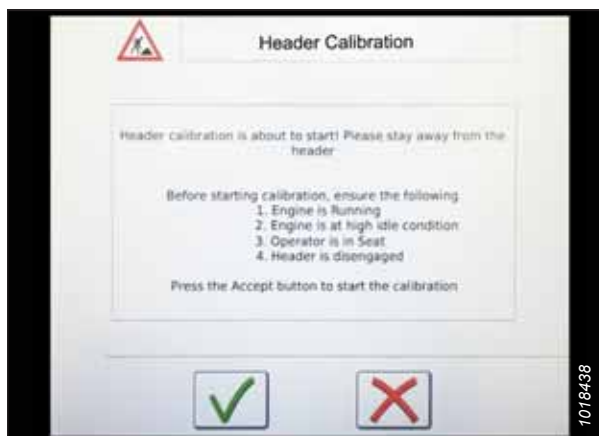 Header Calibration
Header calibration is about to start! Please stay away from the
header
Before starting calibration, ensure the following
1. Engine is Running
2. Engine is at high idle condition
3. Operator is in Seat
4. Header is disengaged
Press the Accept button to start the calibration
1018438